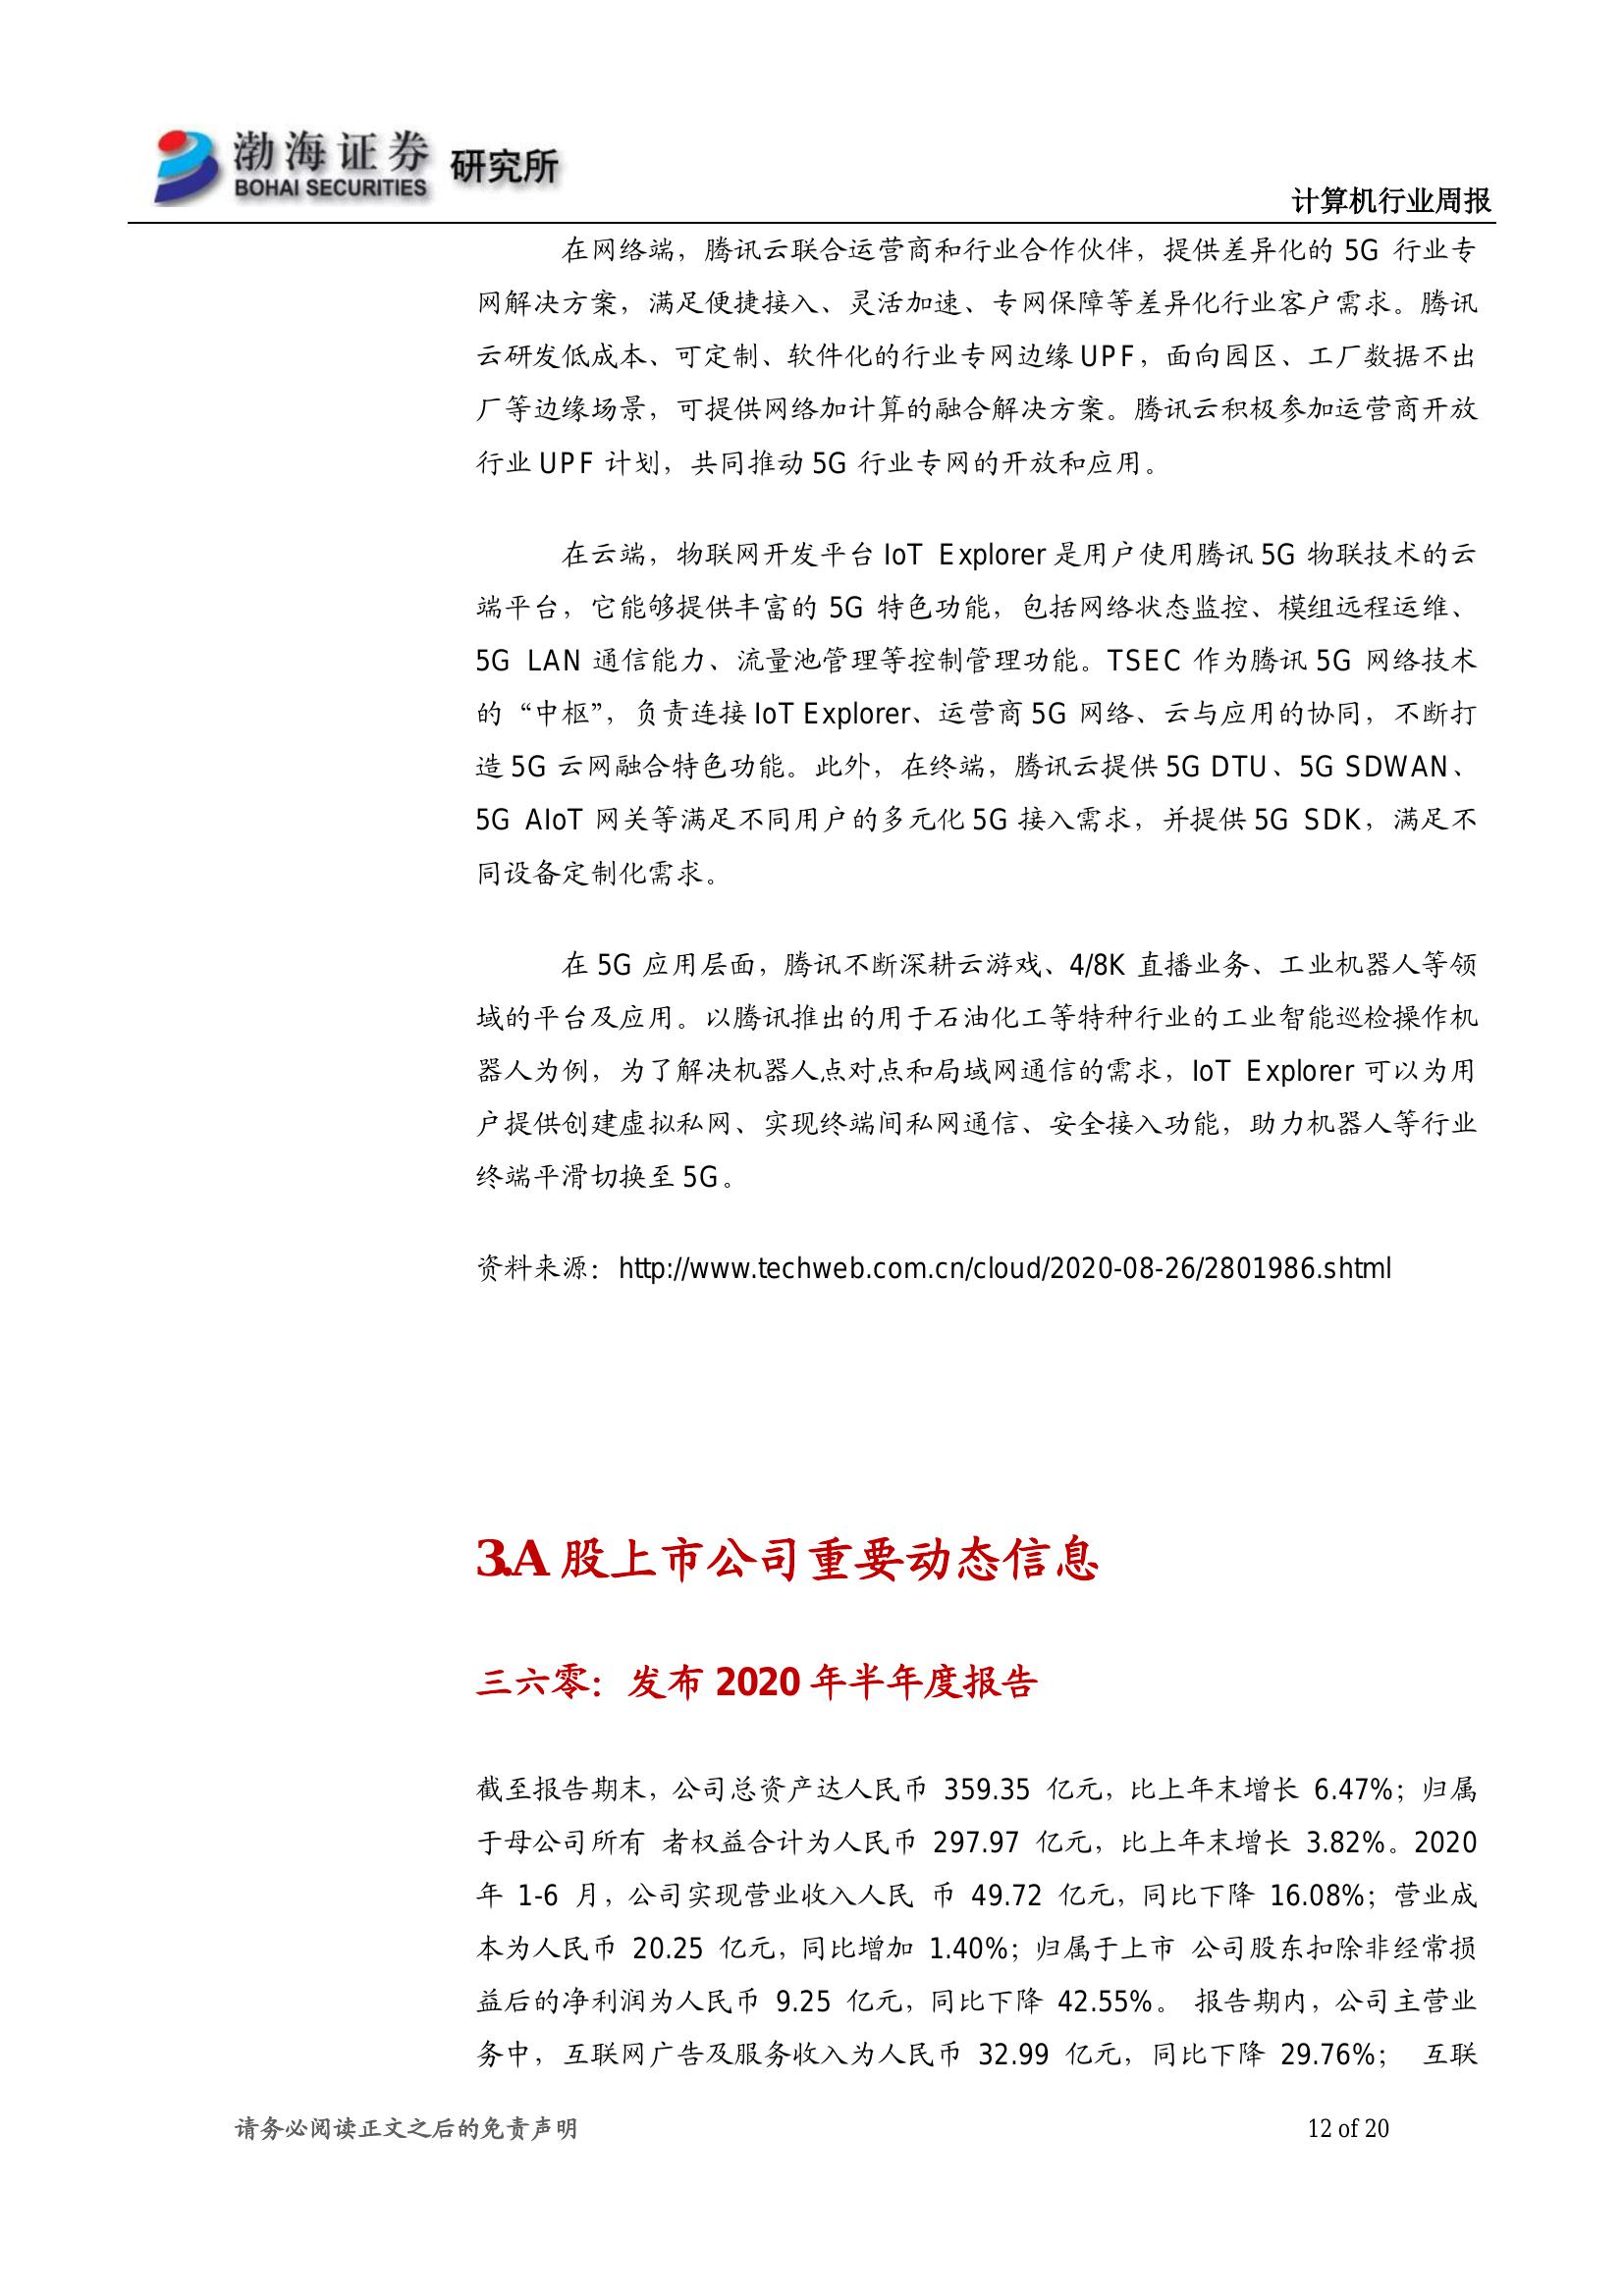 渤海证券 研究所
BOHAI SECURITIES
计算机行业周报
在网络端，腾讯云联合运营商和行业合作伙伴，提供差异化的 5G 行业专
网解决方案，满足便捷接入、灵活加速、专网保障等差异化行业客户需求。腾讯
云研发低成本、可定制、软件化的行业专网边缘 UPF，面向园区、工厂数据不出
厂等边缘场景，可提供网络加计算的融合解决方案。腾讯云积极参加运营商开放
行业 UPF 计划，共同推动 5G 行业专网的开放和应用。
在云端，物联网开发平台 IoT Explorer 是用户使用腾讯 5G 物联技术的云
端平台，它能够提供丰富的 5G 特色功能，包括网络状态监控、模组远程运维、
5G LAN 通信能力、流量池管理等控制管理功能。TSEC 作为腾讯 5G 网络技术
的“中枢”，负责连接 IoT Explorer、运营商 5G 网络、云与应用的协同，不断打
造 5G 云网融合特色功能。此外，在终端，腾讯云提供 5G DTU、5G SDWAN、
5G AIoT 网关等满足不同用户的多元化 5G 接入需求，并提供 5G SDK，满足不
同设备定制化需求。
在 5G 应用层面，腾讯不断深耕云游戏、4/8K 直播业务、工业机器人等领
域的平台及应用。以腾讯推出的用于石油化工等特种行业的工业智能巡检操作机
器人为例，为了解决机器人点对点和局域网通信的需求，IoT Explorer 可以为用
户提供创建虚拟私网、实现终端间私网通信、安全接入功能，助力机器人等行业
终端平滑切换至 5G。
资料来源：http://www.techweb.com.cn/cloud/2020-08-26/2801986.shtml
3.A 股上市公司重要动态信息
三六零：发布 2020 年半年度报告
截至报告期末，公司总资产达人民币 359.35 亿元，比上年末增长 6.47%；归属
于母公司所有 者权益合计为人民币 297.97 亿元，比上年末增长 3.82%。2020
年 1-6 月，公司实现营业收入人民 币 49.72 亿元，同比下降 16.08%；营业成
本为人民币 20.25 亿元，同比增加 1.40%；归属于上市 公司股东扣除非经常损
益后的净利润为人民币 9.25 亿元，同比下降 42.55%。 报告期内，公司主营业
务中，互联网广告及服务收入为人民币 32.99 亿元，同比下降 29.76%； 互联
请务必阅读正文之后的免责声明
12 of 20